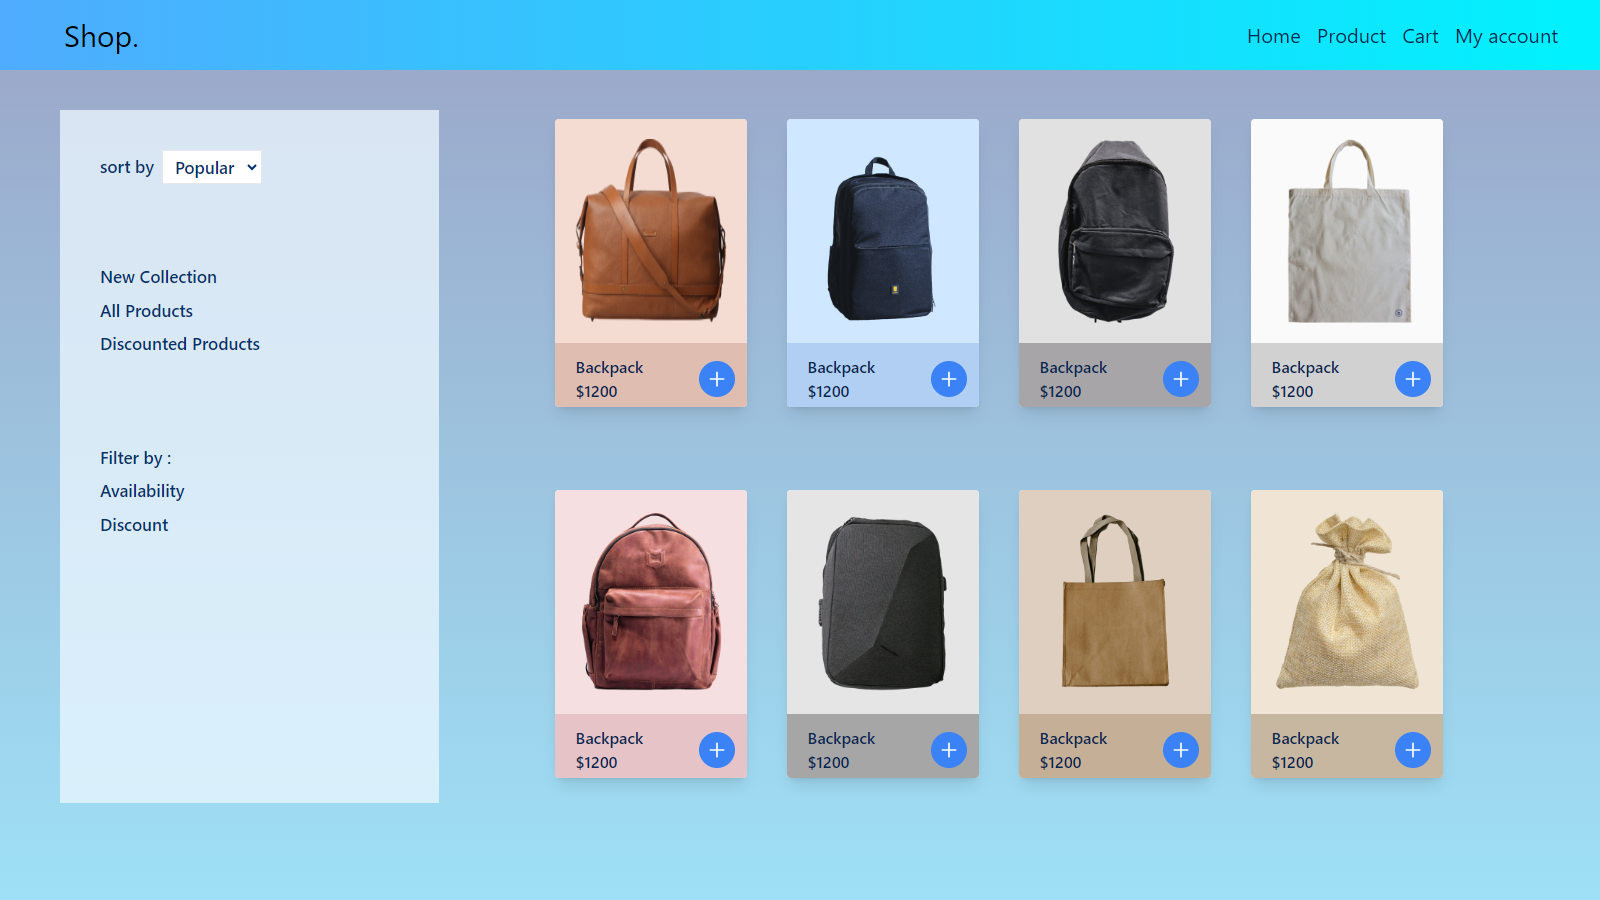 Shop.
Home Product Cart My account
sort by Popular
New Collection
All Products
Discounted Products
Filter by :
Availability
Discount
Backpack
$1200
Backpack
$1200
Backpack
$1200
Backpack
$1200
Backpack
$1200
Backpack
$1200
Backpack
$1200
Backpack
$1200